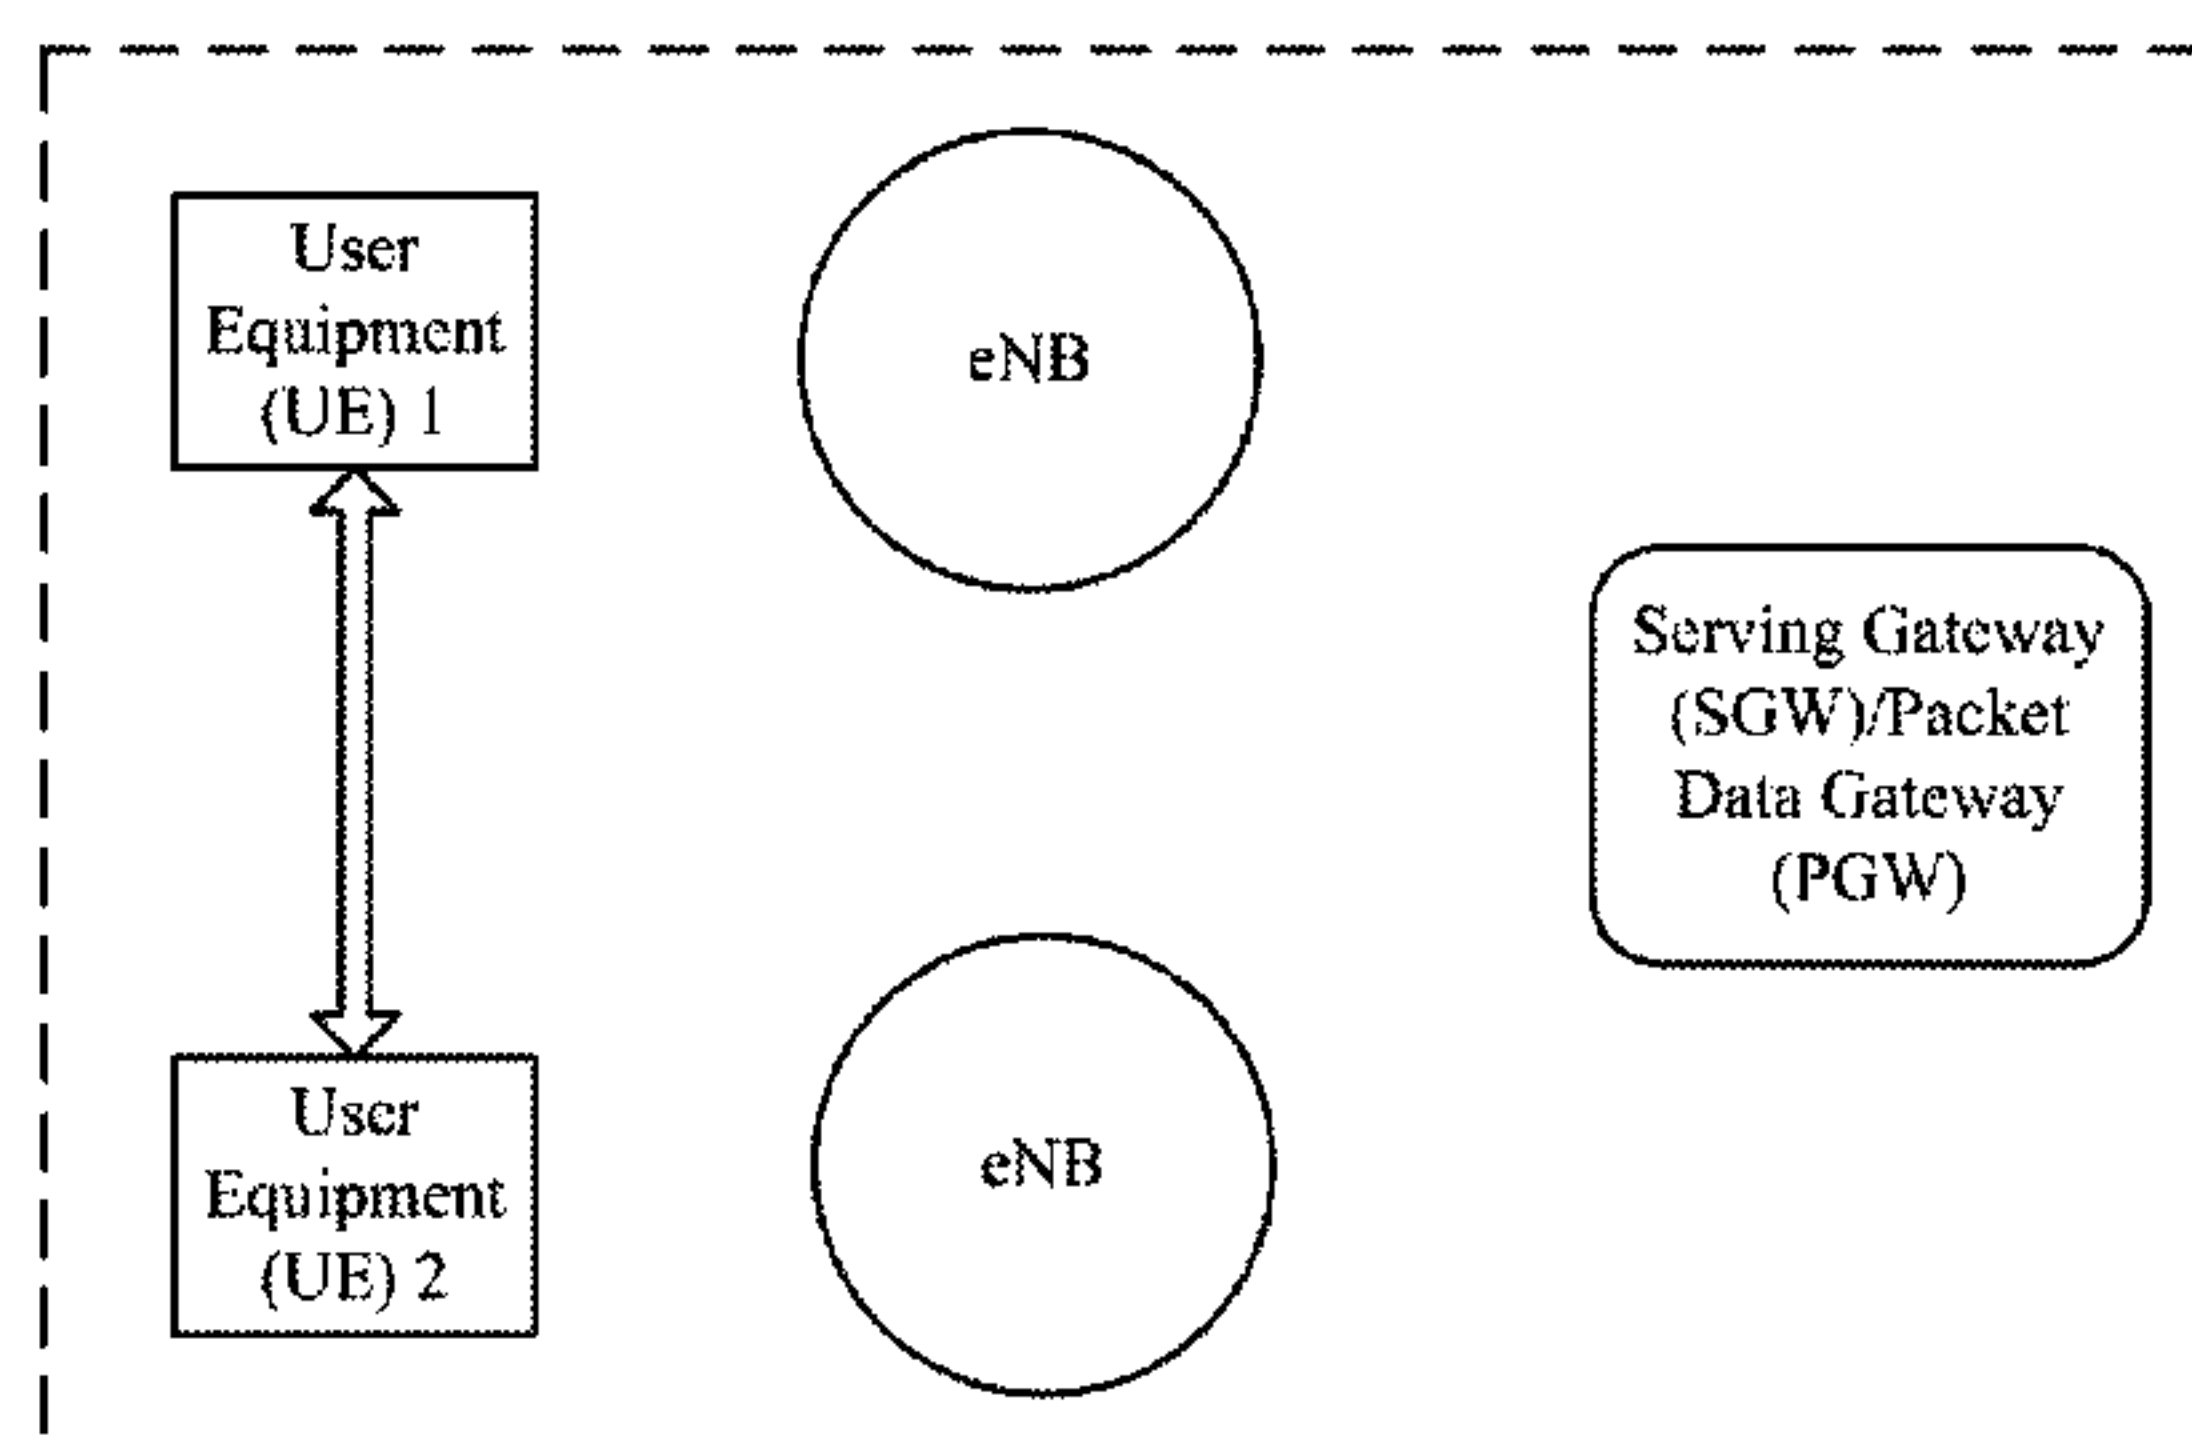 User
Equipment
(UE) 1
eNB
Serving Gateway
(SGW)/Packet
Data Gateway
(PGW)
User
Equipment
(UE) 2
eNB